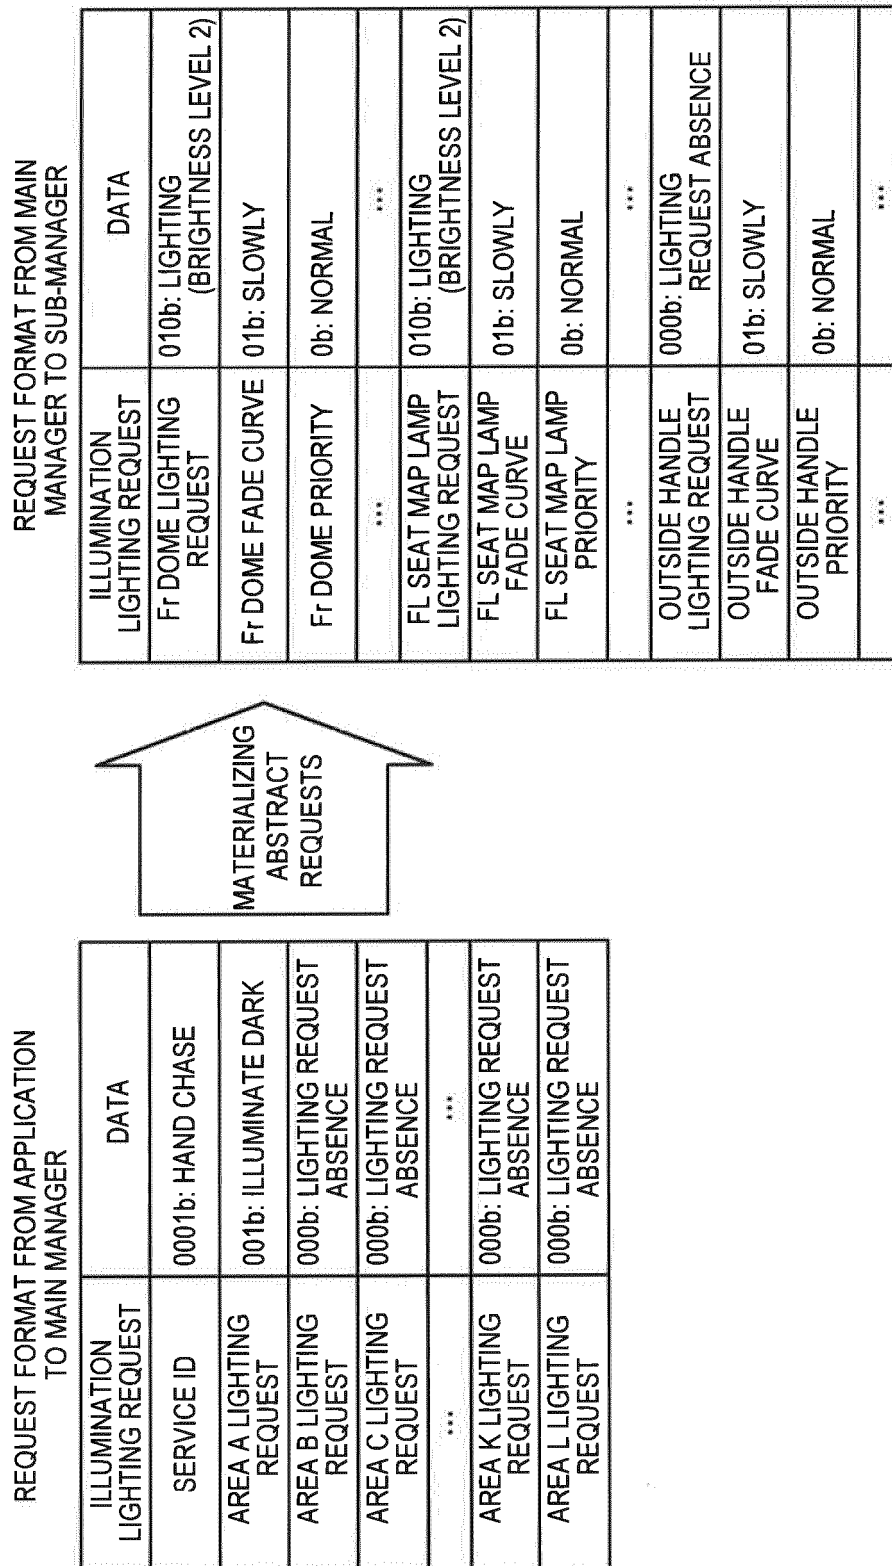 REQUEST FORMAT FROM APPLICATION
TO MAIN MANAGER
ILLUMINATION
LIGHTING REQUEST
DATA
SERVICE ID
0001b: HAND CHASE
AREA A LIGHTING
REQUEST
001b: ILLUMINATE DARK
AREA B LIGHTING
REQUEST
000b: LIGHTING REQUEST
ABSENCE
AREA C LIGHTING
REQUEST
000b: LIGHTING REQUEST
ABSENCE
***
***
AREA K LIGHTING
REQUEST
000b: LIGHTING REQUEST
ABSENCE
AREA L LIGHTING
REQUEST
000b: LIGHTING REQUEST
ABSENCE
MATERIALIZING
ABSTRACT
REQUESTS
REQUEST FORMAT FROM MAIN
MANAGER TO SUB-MANAGER
ILLUMINATION
LIGHTING REQUEST
DATA
Fr DOME LIGHTING
REQUEST
010b: LIGHTING
(BRIGHTNESS LEVEL 2)
Fr DOME FADE CURVE
01b: SLOWLY
Fr DOME PRIORITY
0b: NORMAL
***
***
FL SEAT MAP LAMP
LIGHTING REQUEST
010b: LIGHTING
(BRIGHTNESS LEVEL 2)
FL SEAT MAP LAMP
FADE CURVE
01b: SLOWLY
FL SEAT MAP LAMP
PRIORITY
0b: NORMAL
***
***
OUTSIDE HANDLE
LIGHTING REQUEST
000b: LIGHTING
REQUEST ABSENCE
OUTSIDE HANDLE
FADE CURVE
01b: SLOWLY
OUTSIDE HANDLE
PRIORITY
0b: NORMAL
***
***